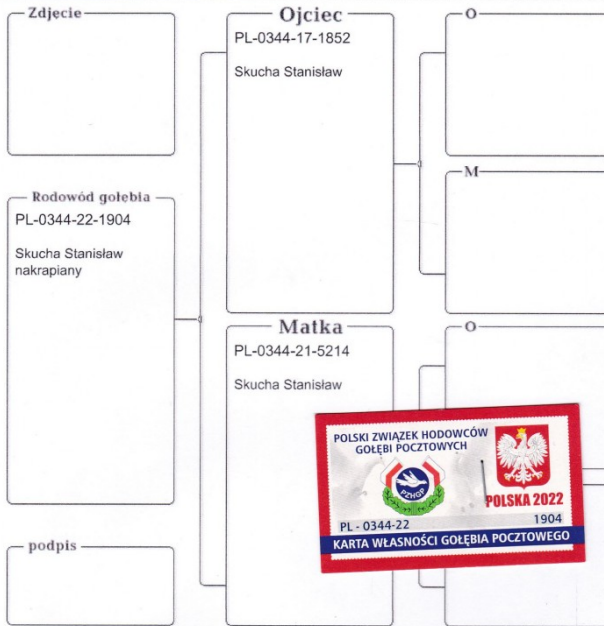 Zdjęcie
Rodowód gołebia
PL-0344-22-1904
Skucha Stanisław
nakrapiany
podpis
Ojciec
PL-0344-17-1852
Skucha Stanisław
Matka
PL-0344-21-5214
Skucha Stanisław
O
M
O
POLSKI ZWIĄZEK HODOWCÓW
GOŁĘBI POCZTOWYCH
PZHGP
POLSKA 2022
PL - 0344-22
1904
KARTA WŁASNOŚCI GOŁĘBIA POCZTOWEGO